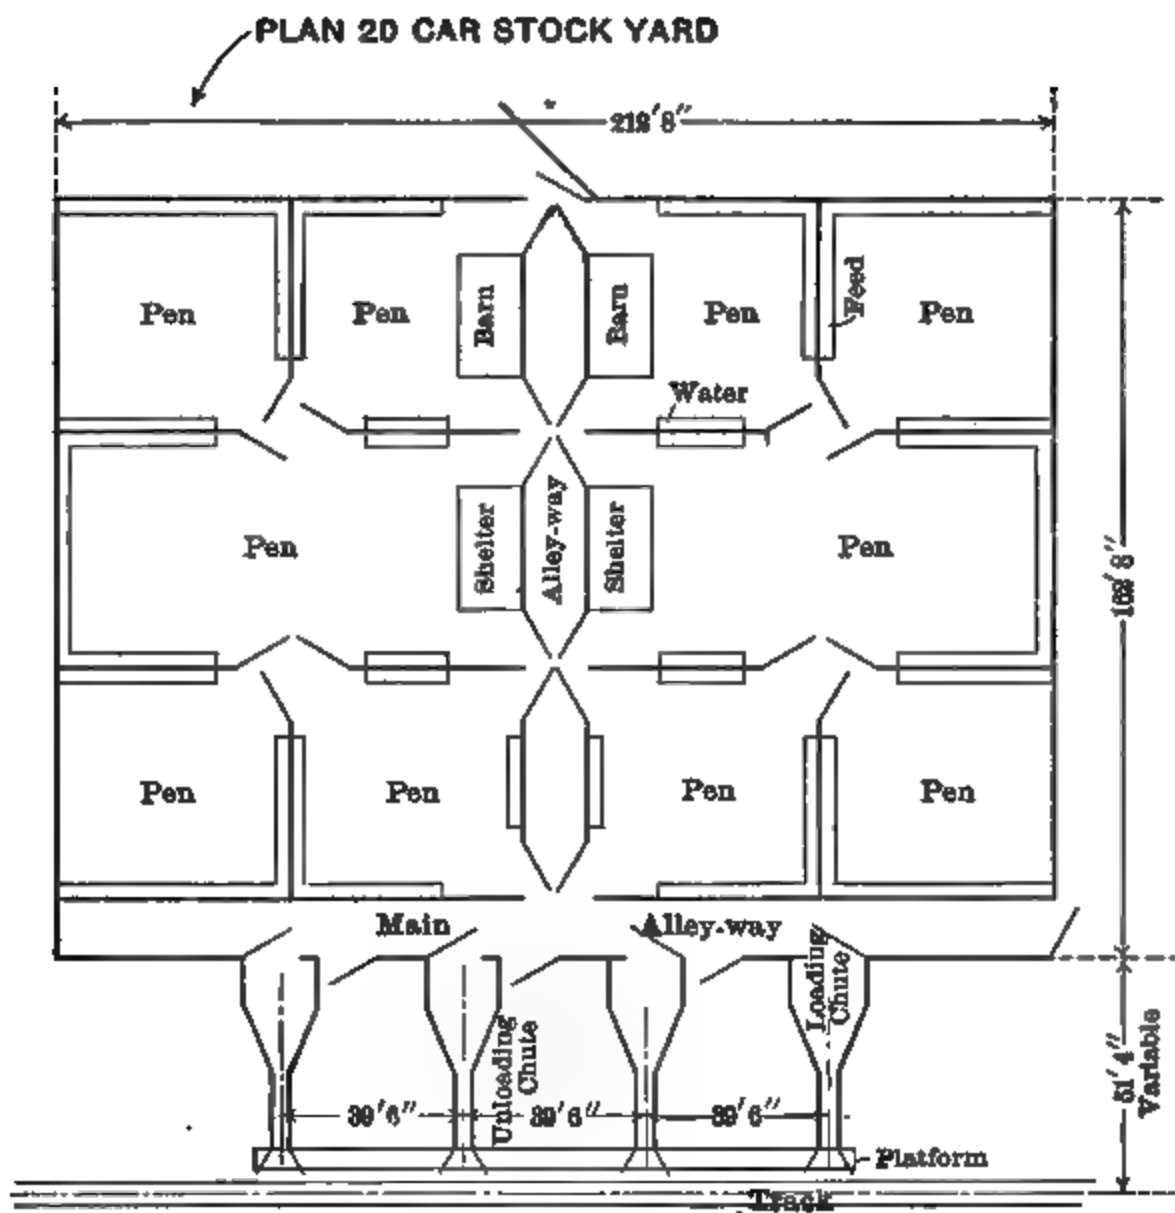 PLAN 20 CAR STOCK YARD
212'8"
Pen
Pen
Barn
Barn
Pen
Feed
Pen
Water
Pen
Shelter
Alley-way
Shelter
Pen
162'8"
Pen
Pen
Pen
Pen
Main Alley-way
Loading
Chute
Unloading
Chute
39'6"
39'6"
39'6"
51'4"
Variable
Platform
Track